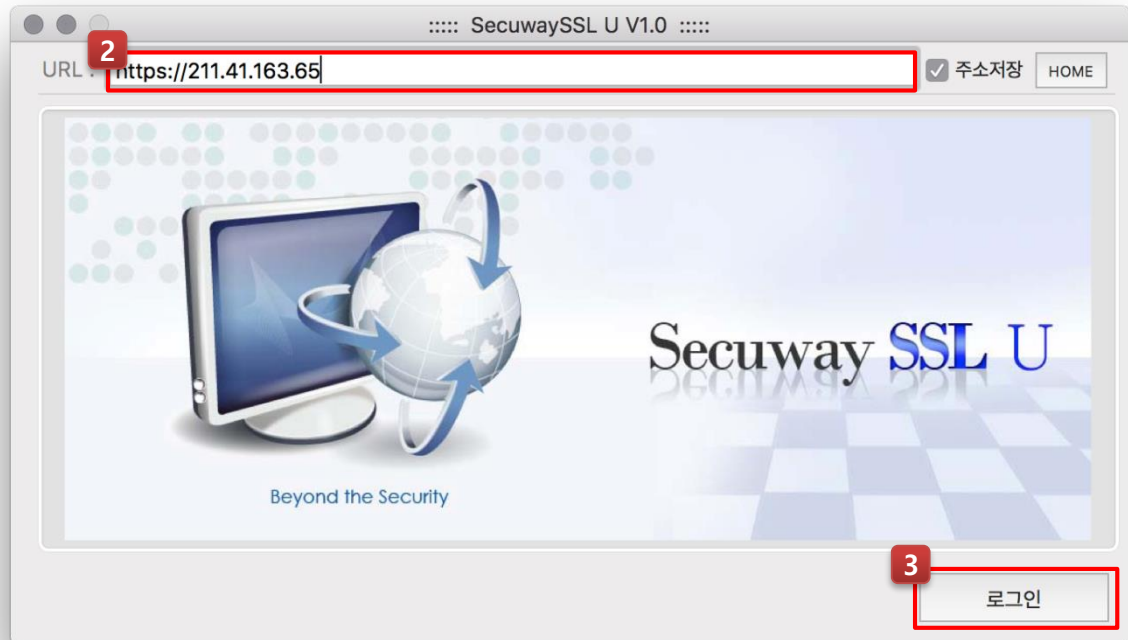 ::::: SecuwaySSL U V1.0 :::::
2
URL : https://211.41.163.65 주소저장 HOME
Secuway SSL U
Beyond the Security
3
로그인